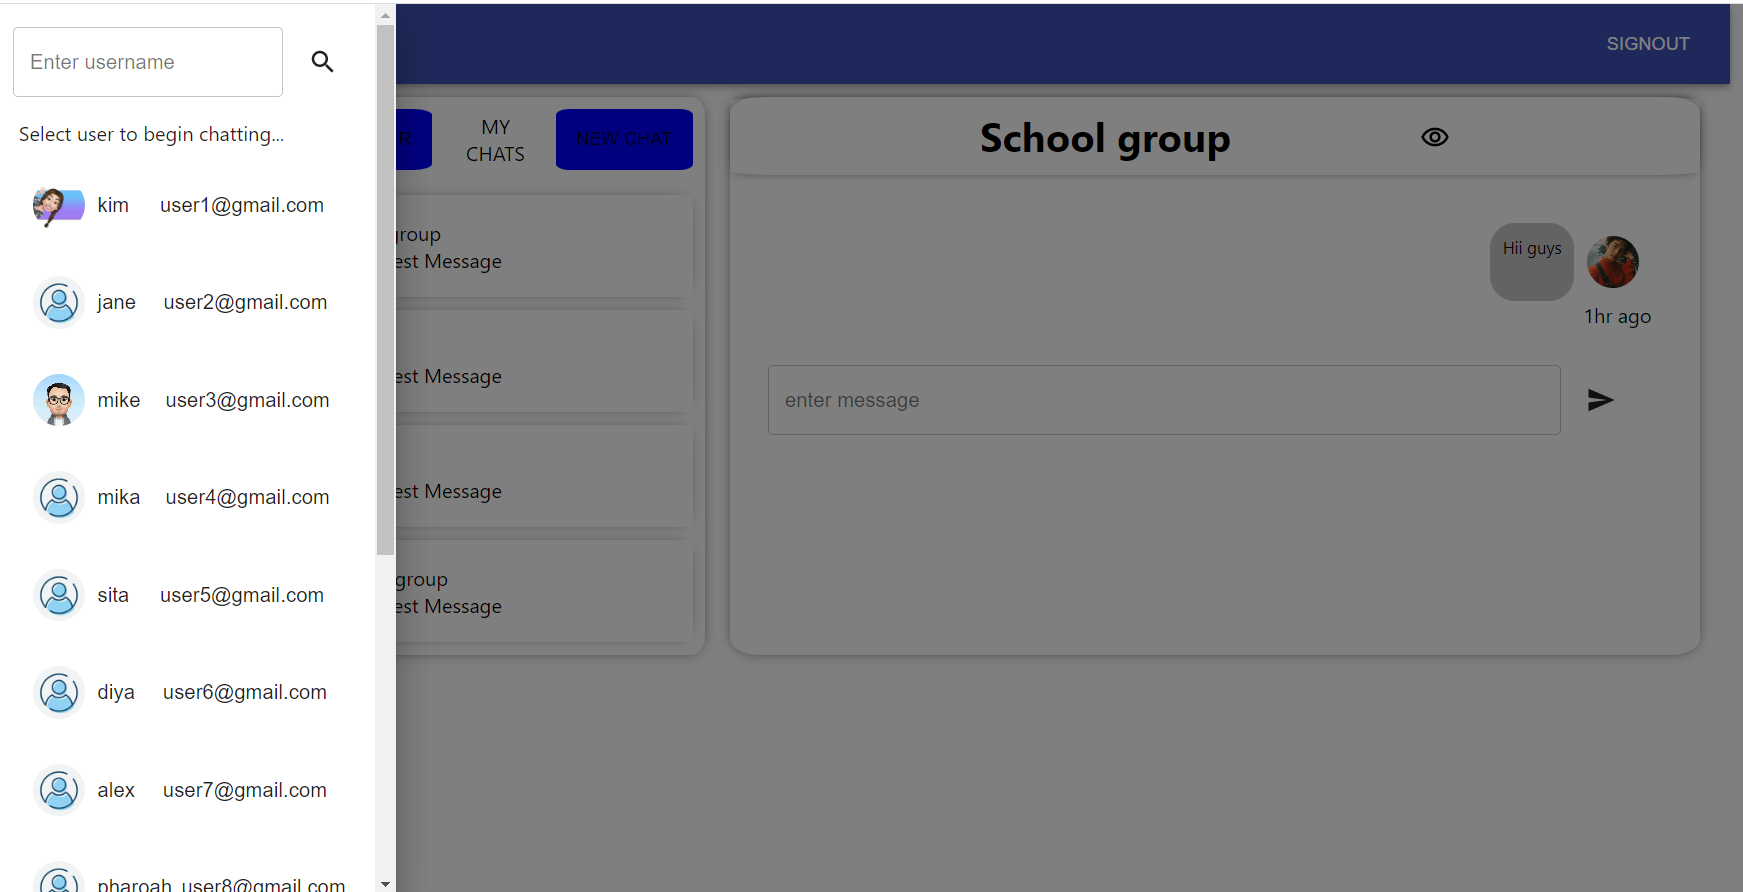 Enter username
Select user to begin chatting...
kim user1@gmail.com
jane user2@gmail.com
mike user3@gmail.com
mika user4@gmail.com
sita user5@gmail.com
diya user6@gmail.com
alex user7@gmail.com
pharoah user8@gmail.com
SIGNOUT
R
MY
CHATS
NEW CHAT
group
est Message
est Message
est Message
group
est Message
School group
Hii guys
1hr ago
enter message